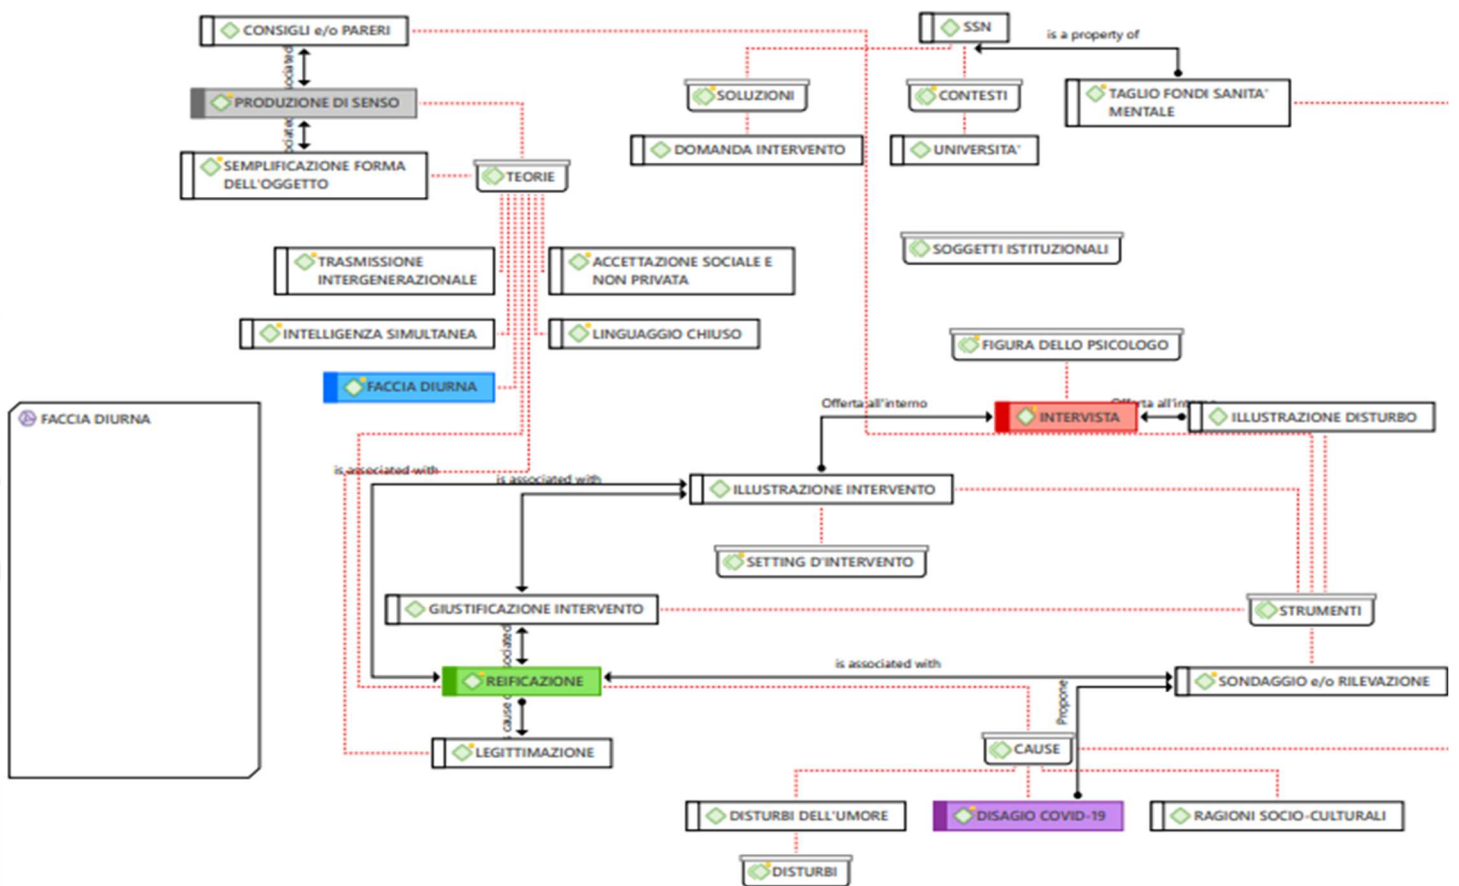 CONSIGLI e/o PARERI
SSN
is a property of
PRODUZIONE DI SENSO
SOLUZIONI
CONTESTI
TAGLIO FONDI SANITA'
MENTALE
DOMANDA INTERVENTO
UNIVERSITA'
SEMPLIFICAZIONE FORMA
DELL'OGGETTO
TEORIE
SOGGETTI ISTITUZIONALI
TRASMISSIONE
INTERGENERAZIONALE
ACCETTAZIONE SOCIALE E
NON PRIVATA
INTELLIGENZA SIMULTANEA
LINGUAGGIO CHIUSO
FIGURA DELLO PSICOLOGO
FACCIA DIURNA
FACCIA DIURNA
Offerta all'interno
Offerta all'interno
INTERVISTA
ILLUSTRAZIONE DISTURBO
is associated with
is associated with
ILLUSTRAZIONE INTERVENTO
SETTING D'INTERVENTO
GIUSTIFICAZIONE INTERVENTO
STRUMENTI
is associated with
REIFICAZIONE
SONDAGGIO e/o RILEVAZIONE
Propone
LEGITTIMAZIONE
CAUSE
DISTURBI DELL'UMORE
DISAGIO COVID-19
RAGIONI SOCIO-CULTURALI
DISTURBI